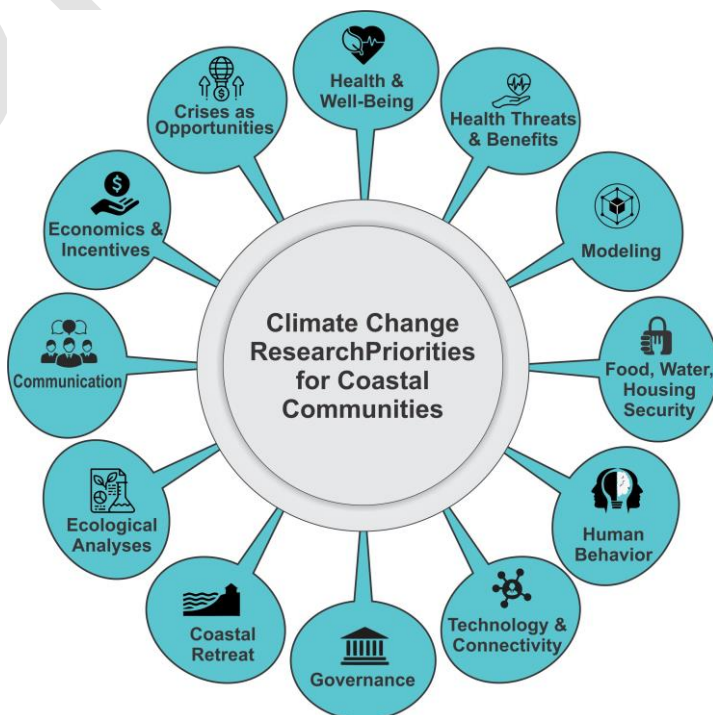 Climate Change
ResearchPriorities
for Coastal
Communities
Health &
Well-Being
Health Threats
& Benefits
Modeling
Food, Water,
Housing
Security
Human
Behavior
Technology &
Connectivity
Governance
Coastal
Retreat
Ecological
Analyses
Communication
Economics &
Incentives
Crises as
Opportunities